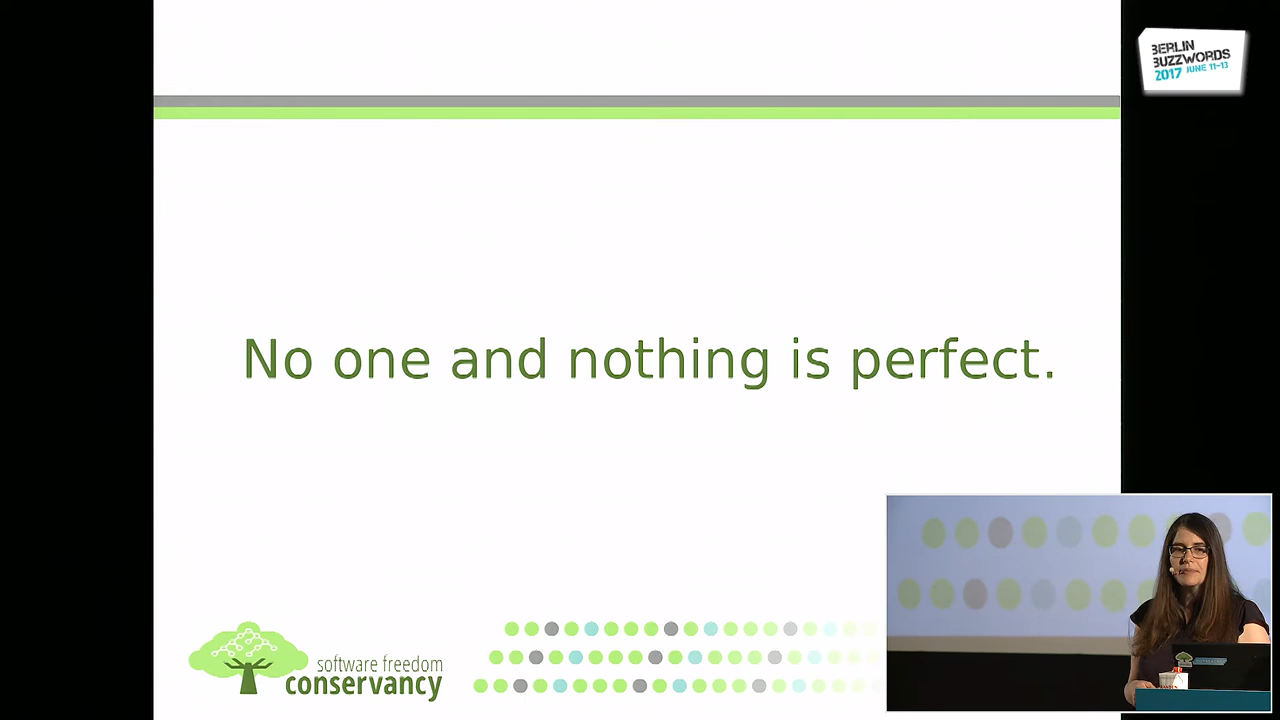 BERLIN
BUZZWORDS
2017 JUNE 11-13
No one and nothing is perfect.
software freedom
conservancy